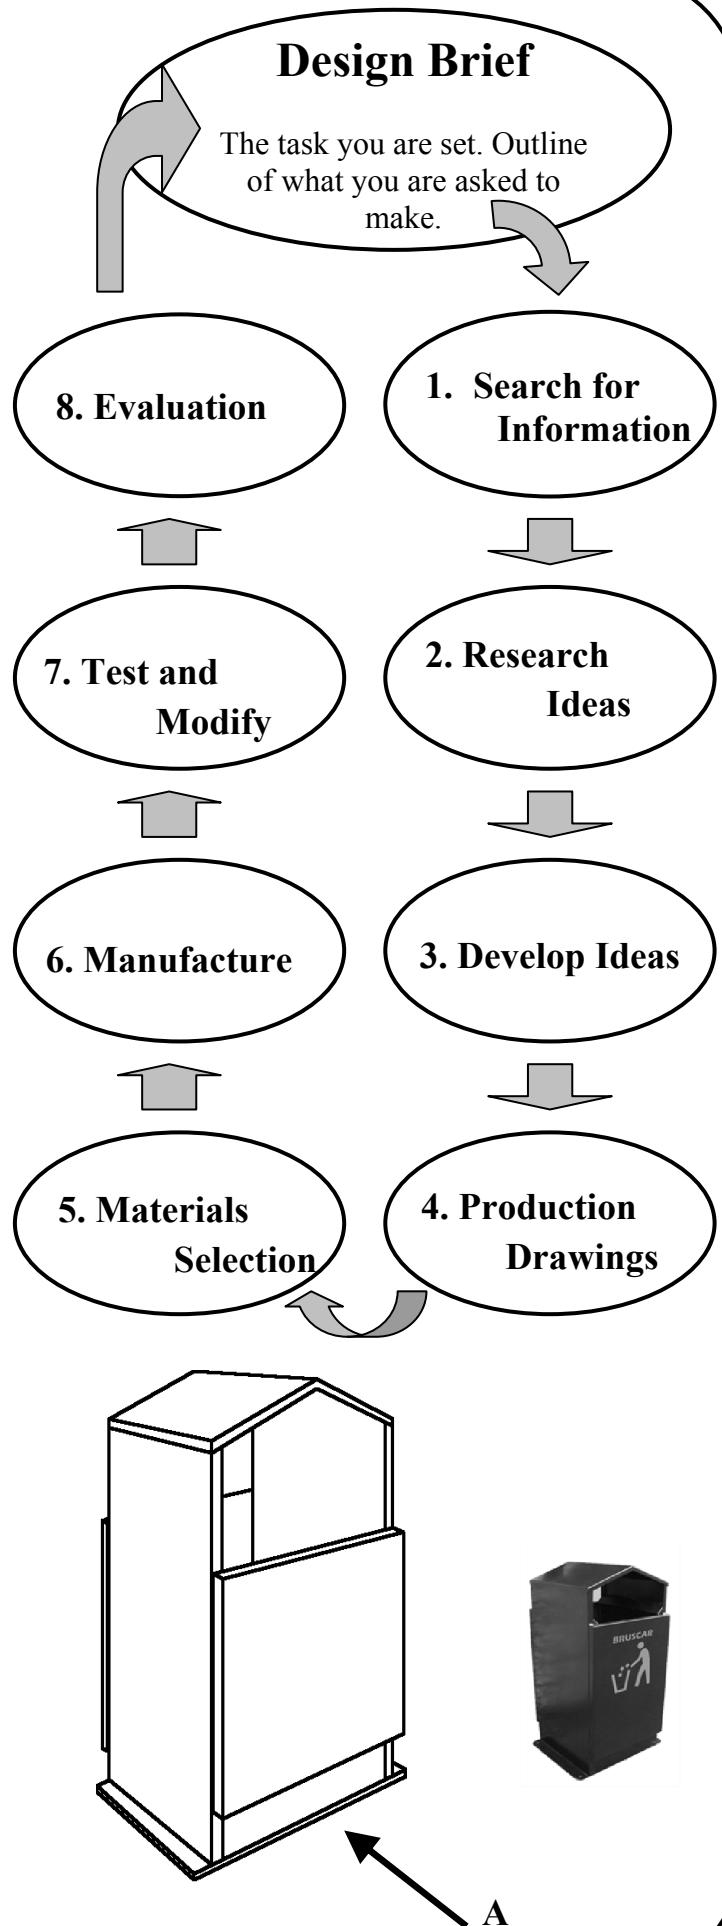 Design Brief
The task you are set. Outline
of what you are asked to
make.
8. Evaluation
1. Search for
Information
7. Test and
Modify
2. Research
Ideas
6. Manufacture
3. Develop Ideas
5. Materials
Selection
4. Production
Drawings
BRUSCAR
A